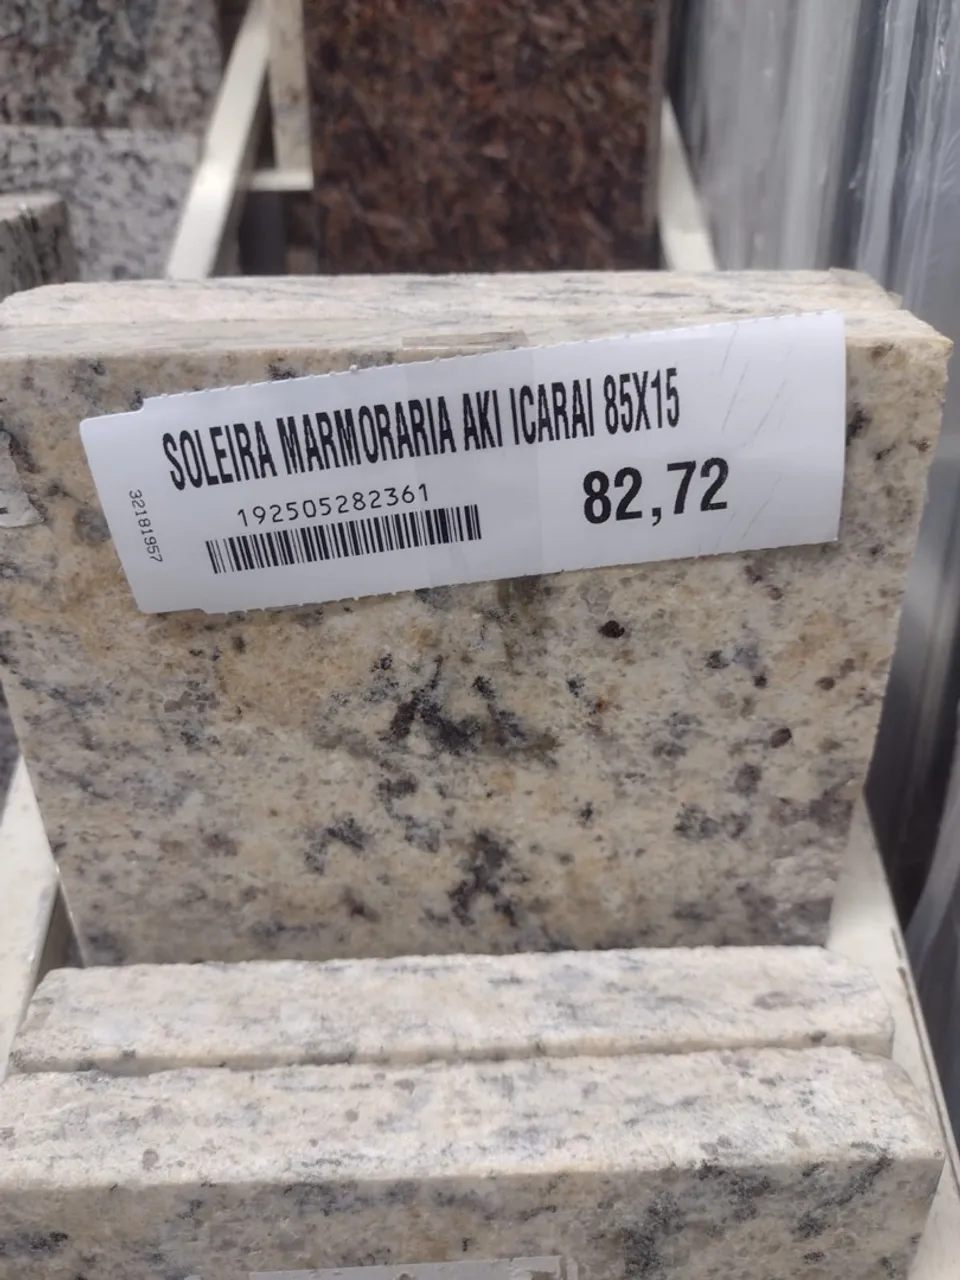 SOLEIRA MARMORARIA AKI ICARAI 85X15
192505282361
82,72
32181957